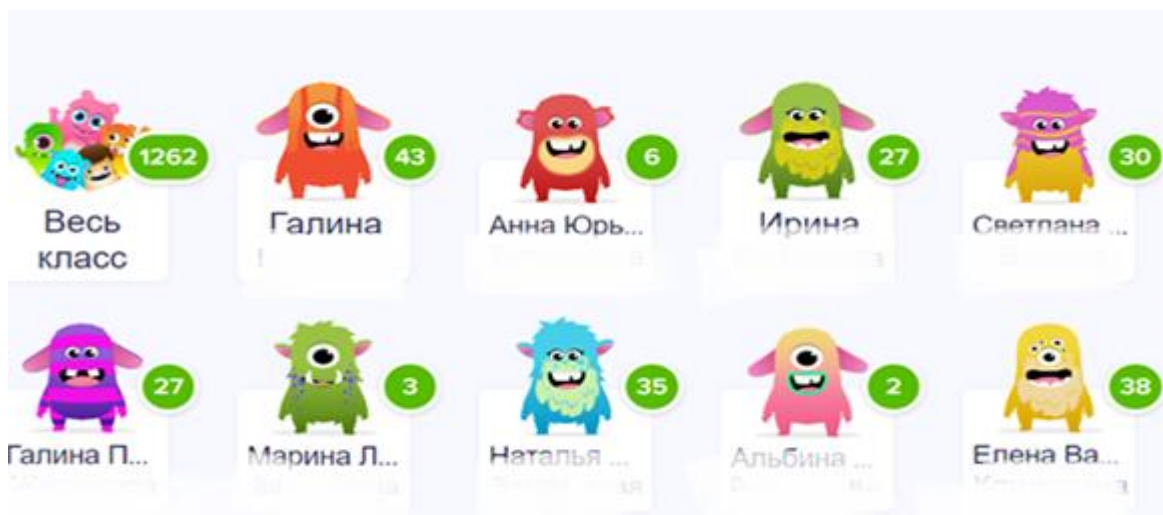 1262
43
6
27
30
Весь
класс
Галина
Анна Юрь...
Ирина
Светлана ...
27
3
35
2
38
Галина П...
Марина Л...
Наталья ...
Альбина ...
Елена Ва...